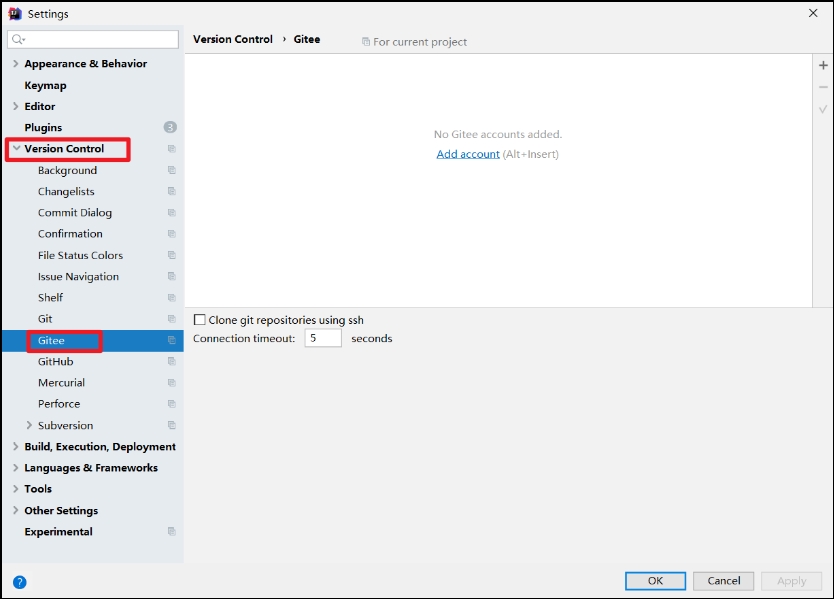 Settings
Version Control › Gitee For current project
Appearance & Behavior
Keymap
Editor
Plugins 3
Version Control
Background
Changelists
Commit Dialog
Confirmation
File Status Colors
Issue Navigation
Shelf
Git
Gitee
GitHub
Mercurial
Perforce
Subversion
Build, Execution, Deployment
Languages & Frameworks
Tools
Other Settings
Experimental
No Gitee accounts added.
Add account (Alt+Insert)
Clone git repositories using ssh
Connection timeout: 5 seconds
?
OK Cancel Apply